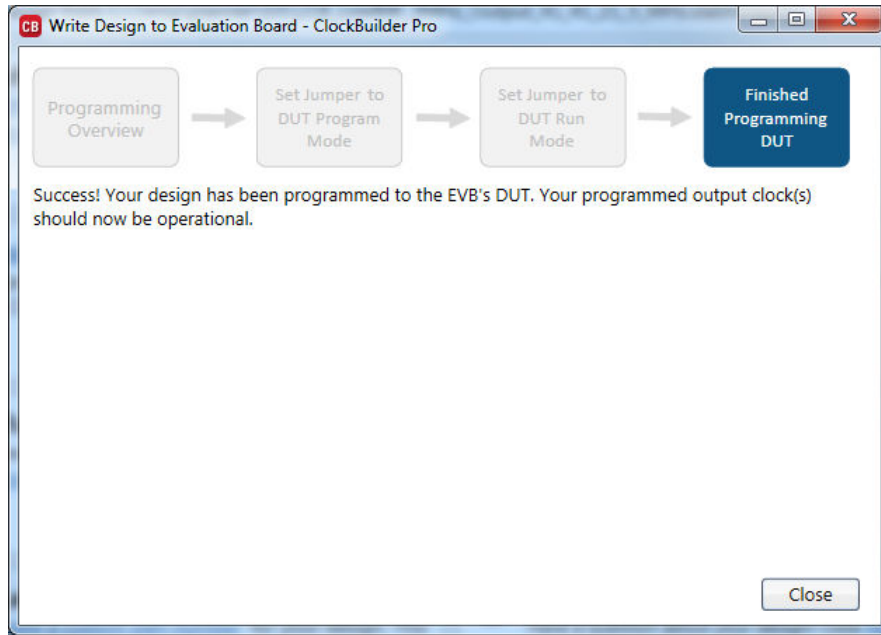 CB Write Design to Evaluation Board - ClockBuilder Pro
Programming
Overview
Set Jumper to
DUT Program
Mode
Set Jumper to
DUT Run
Mode
Finished
Programming
DUT
Success! Your design has been programmed to the EVB's DUT. Your programmed output clock(s)
should now be operational.
Close